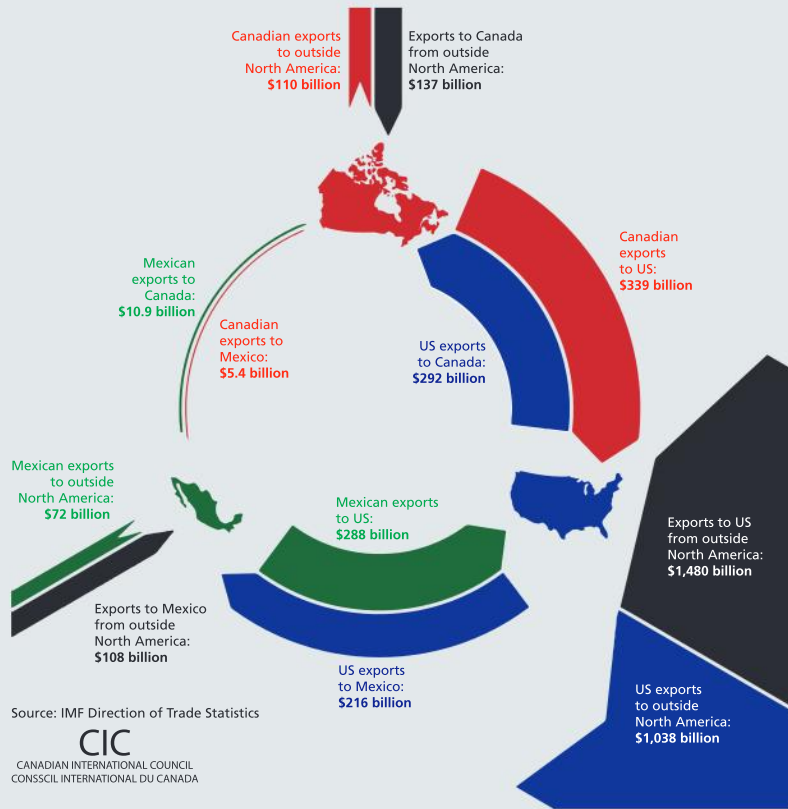 Canadian exports
to outside
North America:
$110 billion
Exports to Canada
from outside
North America:
$137 billion
Canadian
exports
to US:
$339 billion
Mexican
exports to
Canada:
$10.9 billion
Canadian
exports to
Mexico:
$5.4 billion
US exports
to Canada:
$292 billion
Mexican exports
to outside
North America:
$72 billion
Mexican exports
to US:
$288 billion
Exports to US
from outside
North America:
$1,480 billion
Exports to Mexico
from outside
North America:
$108 billion
US exports
to Mexico:
$216 billion
US exports
to outside
North America:
$1,038 billion
Source: IMF Direction of Trade Statistics
CIC
CANADIAN INTERNATIONAL COUNCIL
CONSSCIL INTERNATIONAL DU CANADA